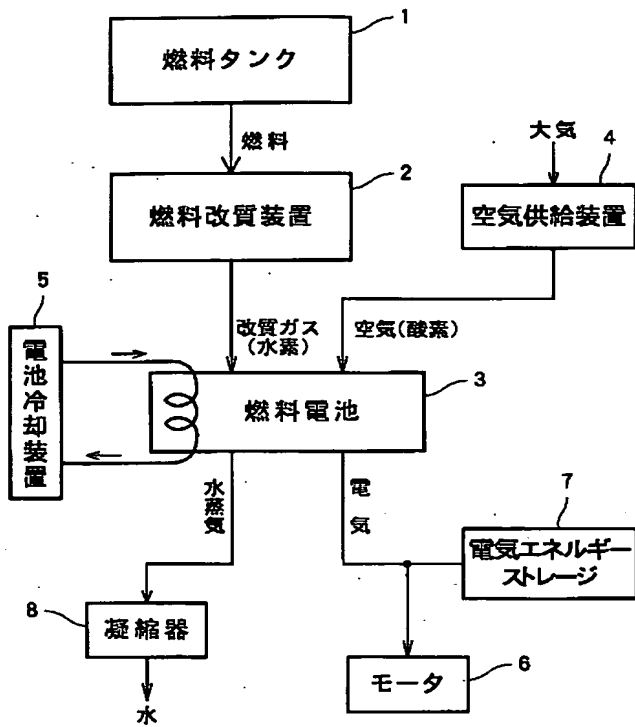 1
燃料タンク
燃料
2
燃料改質装置
大気
4
空気供給装置
5
電池冷却装置
改質ガス
(水素)
空気(酸素)
3
燃料電池
水蒸気
電気
7
電気エネルギー
ストレージ
8
凝縮器
水
6
モータ